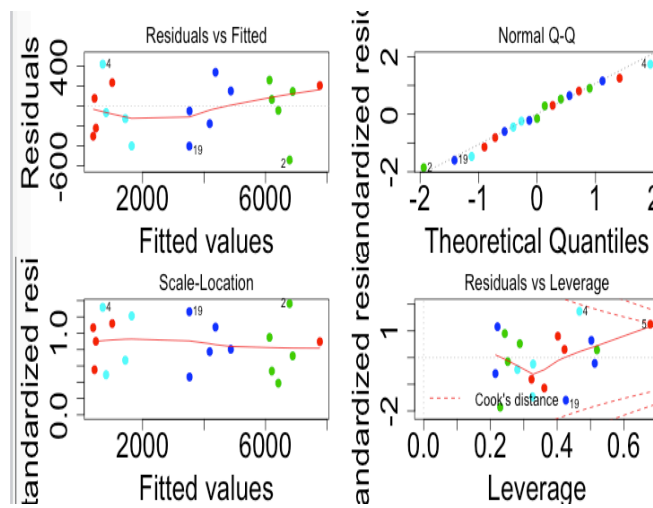 Residuals vs Fitted
Residuals
400
-600
4
19
2
2000
6000
Fitted values
Normal Q-Q
andardized resid
2
0
-2
2
19
4
-2
-1
0
1
2
Theoretical Quantiles
Scale-Location
tandardized resi
1.0
0.0
4
19
2
2000
6000
Fitted values
Residuals vs Leverage
andardized resi
1
-2
4
5
19
Cook's distance
0.0
0.2
0.4
0.6
Leverage